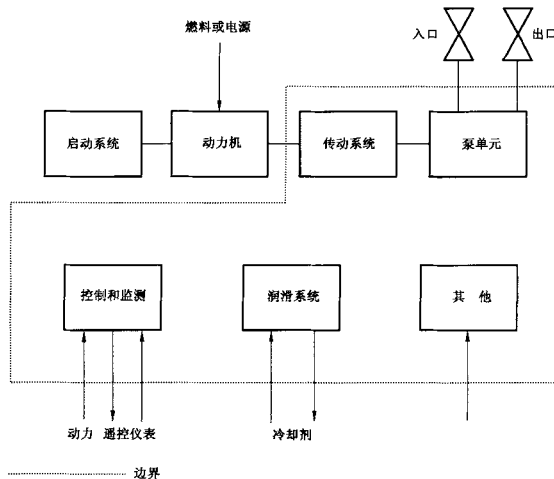 燃料或电源
入口
出口
启动系统
动力机
传动系统
泵单元
控制和监测
润滑系统
其 他
动力 遥控仪表
冷却剂
边界